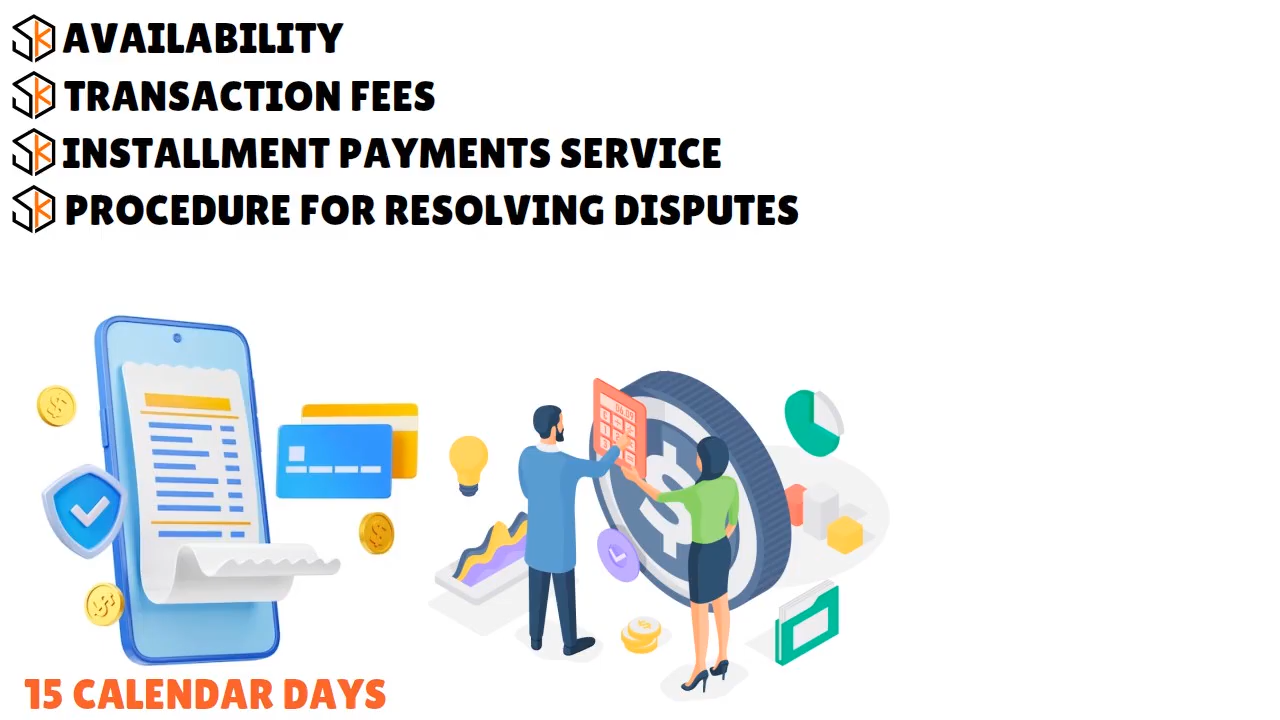 AVAILABILITY
TRANSACTION FEES
INSTALLMENT PAYMENTS SERVICE
PROCEDURE FOR RESOLVING DISPUTES
15 CALENDAR DAYS